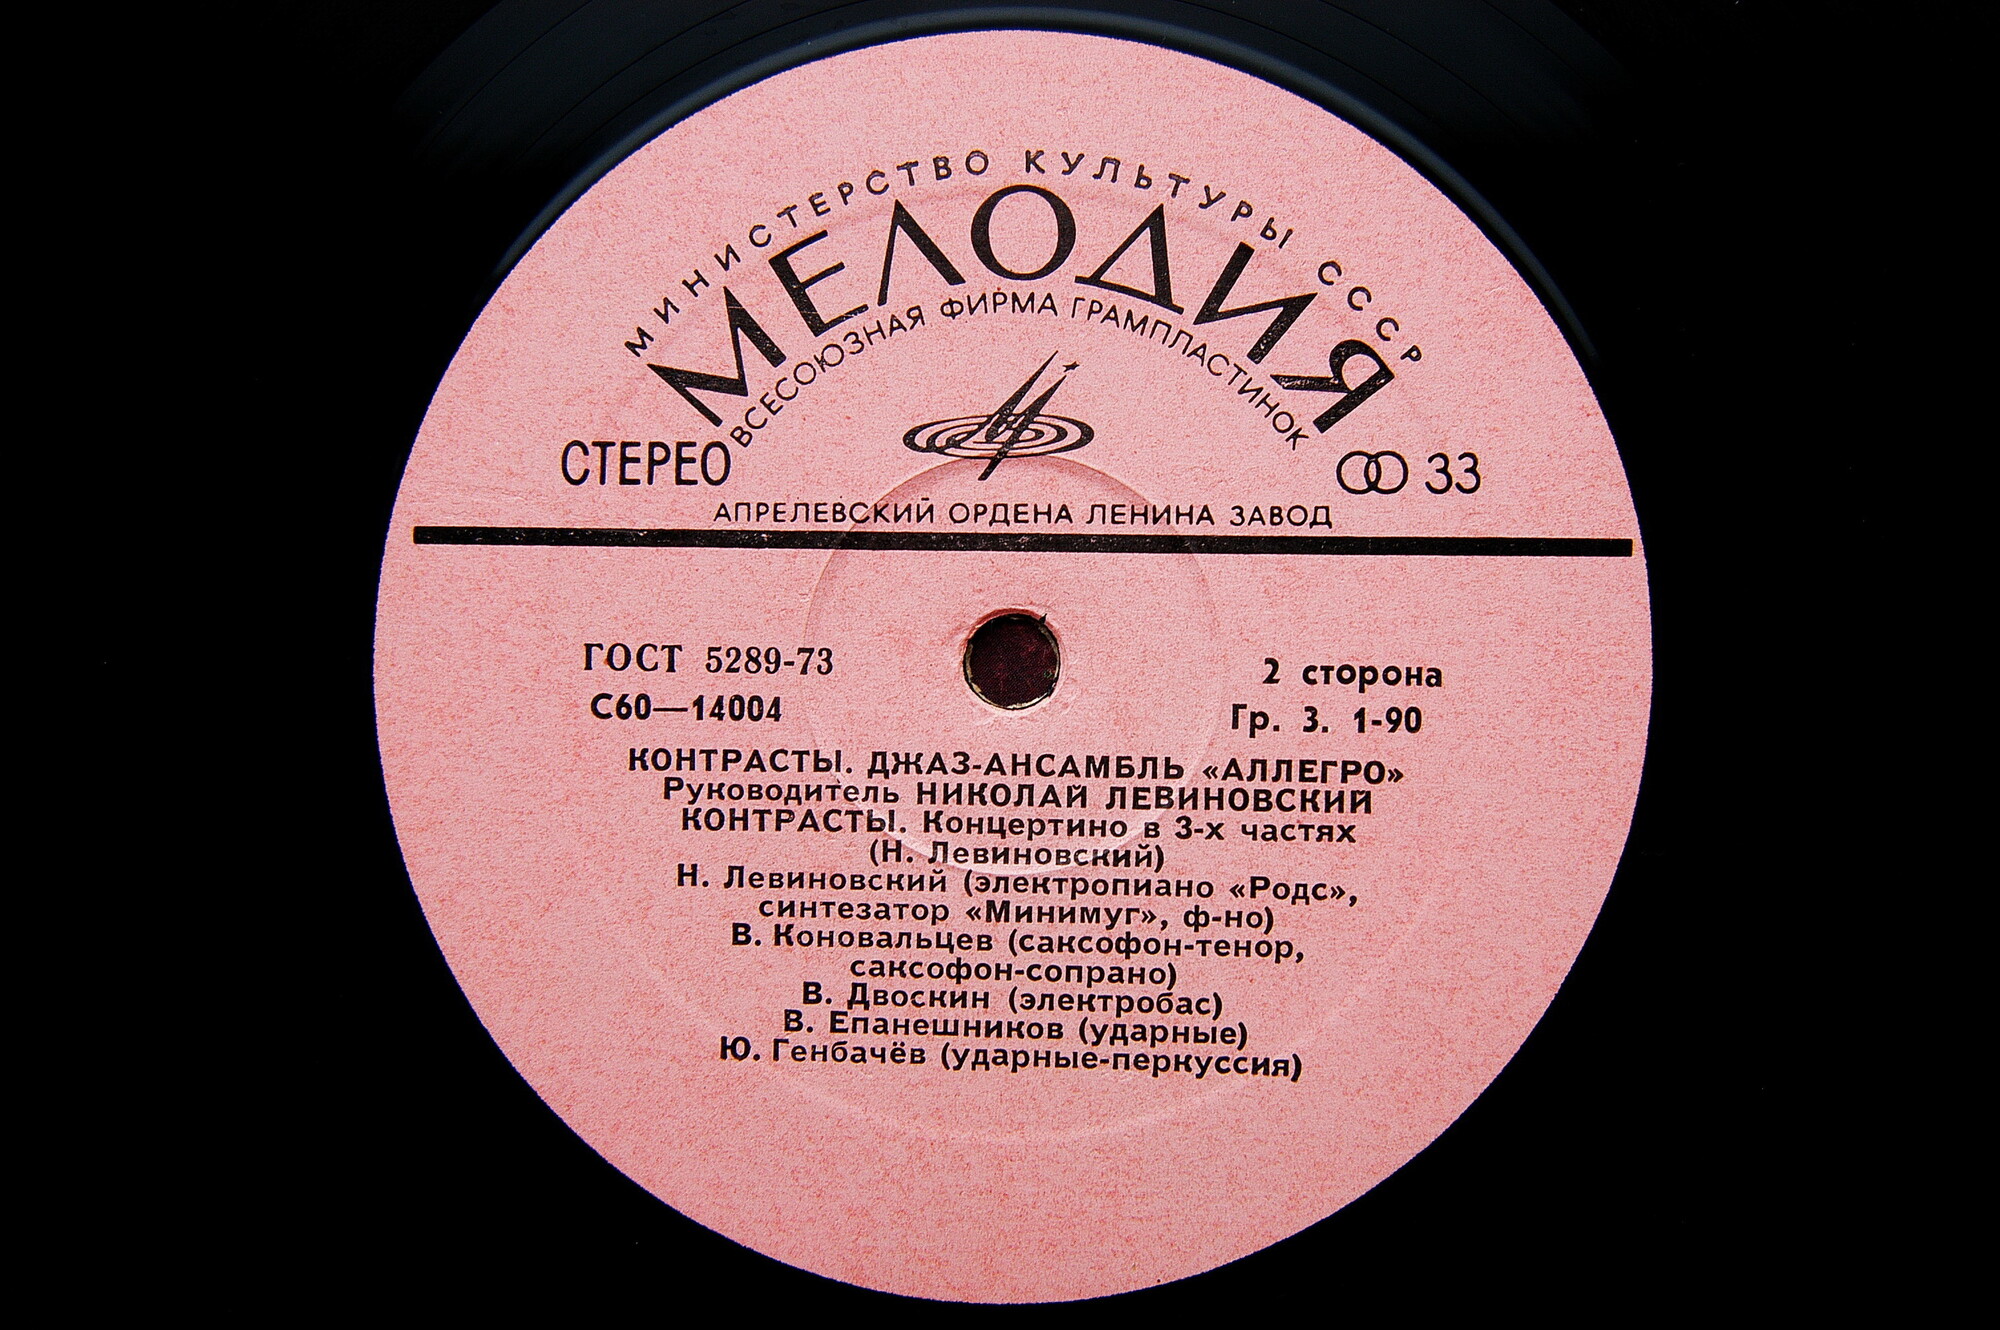 МИНИСТЕРСТВО КУЛЬТУРЫ СССР
МЕЛОДИЯ
ВСЕСОЮЗНАЯ ФИРМА ГРАМПЛАСТИНОК
СТЕРЕО
33
АПРЕЛЕВСКИЙ ОРДЕНА ЛЕНИНА ЗАВОД
ГОСТ 5289-73
2 сторона
С60—14004
Гр. 3. 1-90
КОНТРАСТЫ. ДЖАЗ-АНСАМБЛЬ «АЛЛЕГРО»
Руководитель НИКОЛАЙ ЛЕВИНОВСКИЙ
КОНТРАСТЫ. Концертино в 3-х частях
(Н. Левиновский)
Н. Левиновский (электропиано «Родс»,
синтезатор «Минимуг», ф-но)
В. Коновальцев (саксофон-тенор,
саксофон-сопрано)
В. Двоскин (электробас)
В. Епанешников (ударные)
Ю. Генбачёв (ударные-перкуссия)